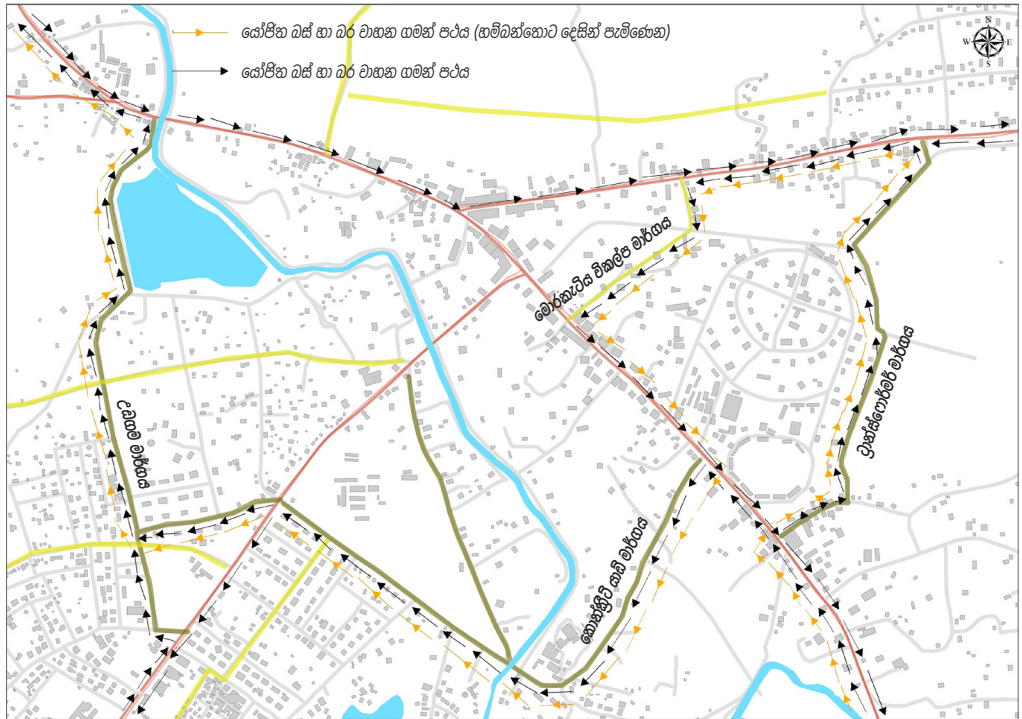 යෝජිත බස් හා බර වාහන ගමන් පථය (හම්බන්තොට දෙසින් පැමිණෙන)
යෝජිත බස් හා බර වාහන ගමන් පථය
N
W E
S
මොරකැටිය විකල්ප මාර්ගය
ට්‍රාන්ස්ෆෝමර් මාර්ගය
උඩගම මාර්ගය
කොන්ක්‍රීට් යාඩ් මාර්ගය